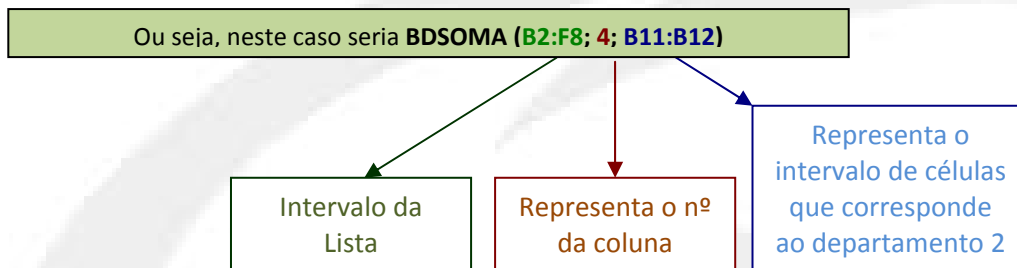 Ou seja, neste caso seria BDSOMA (B2:F8; 4; B11:B12)
Intervalo da
Lista
Representa o nº
da coluna
Representa o
intervalo de células
que corresponde
ao departamento 2